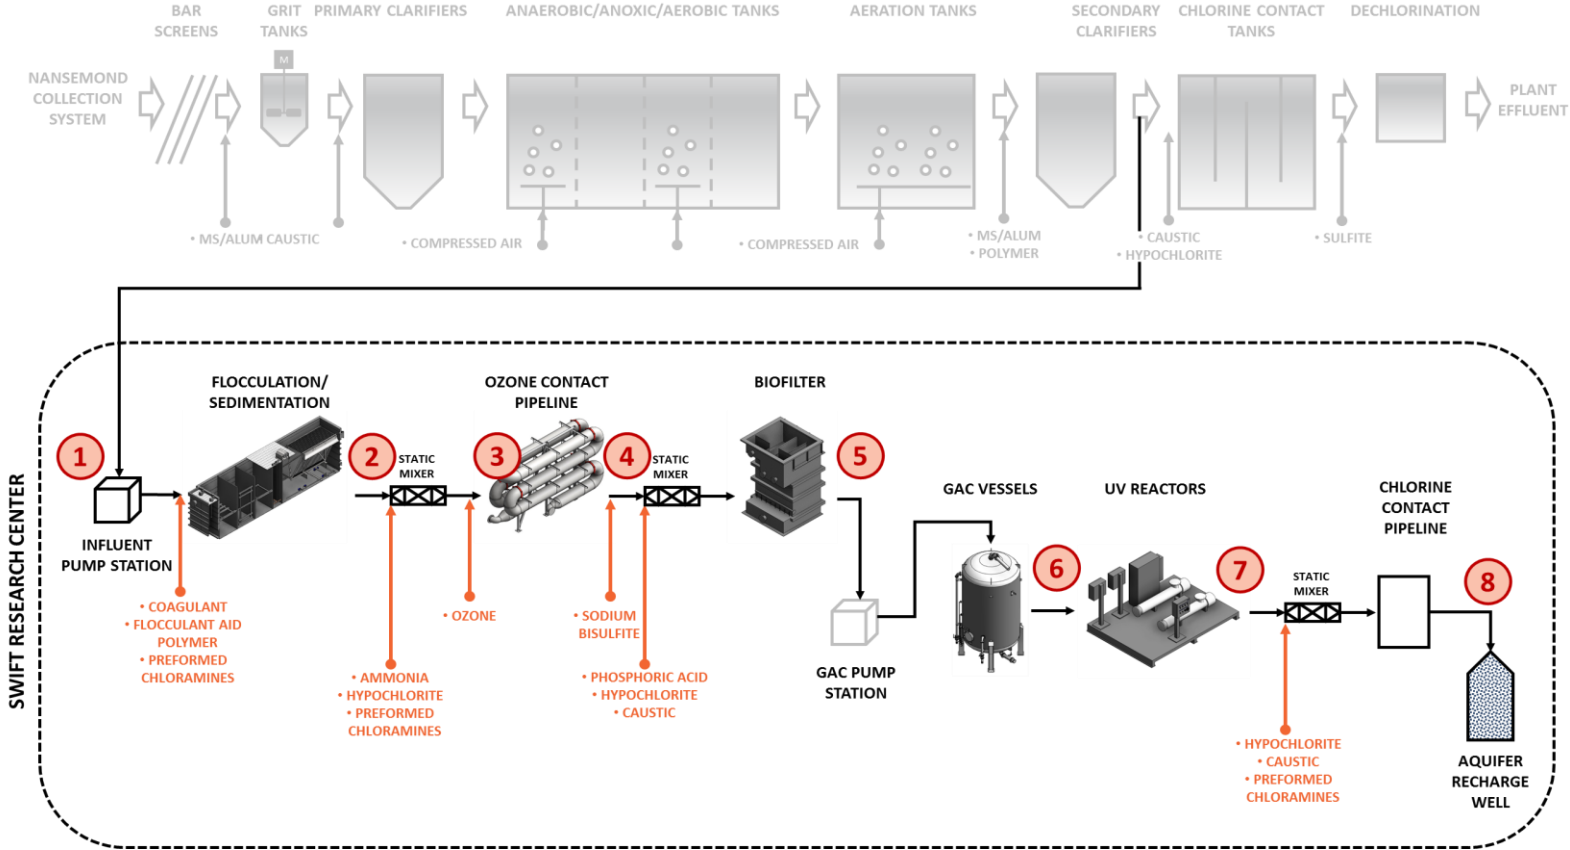 BAR
SCREENS
GRIT
TANKS
PRIMARY CLARIFIERS
ANAEROBIC/ANOXIC/AEROBIC TANKS
AERATION TANKS
SECONDARY
CLARIFIERS
CHLORINE CONTACT
TANKS
DECHLORINATION
M
NANSEMOND
COLLECTION
SYSTEM
PLANT
EFFLUENT
• MS/ALUM CAUSTIC
• COMPRESSED AIR
• COMPRESSED AIR
• MS/ALUM
• POLYMER
• CAUSTIC
• HYPOCHLORITE
• SULFITE
SWIFT RESEARCH CENTER
FLOCCULATION/
SEDIMENTATION
OZONE CONTACT
PIPELINE
BIOFILTER
1
2
STATIC
MIXER
3
4
STATIC
MIXER
5
GAC VESSELS
UV REACTORS
CHLORINE
CONTACT
PIPELINE
INFLUENT
PUMP STATION
6
7
STATIC
MIXER
8
• COAGULANT
• FLOCCULANT AID
POLYMER
• PREFORMED
CHLORAMINES
• OZONE
• SODIUM
BISULFITE
• AMMONIA
• HYPOCHLORITE
• PREFORMED
CHLORAMINES
• PHOSPHORIC ACID
• HYPOCHLORITE
• CAUSTIC
GAC PUMP
STATION
• HYPOCHLORITE
• CAUSTIC
• PREFORMED
CHLORAMINES
AQUIFER
RECHARGE
WELL